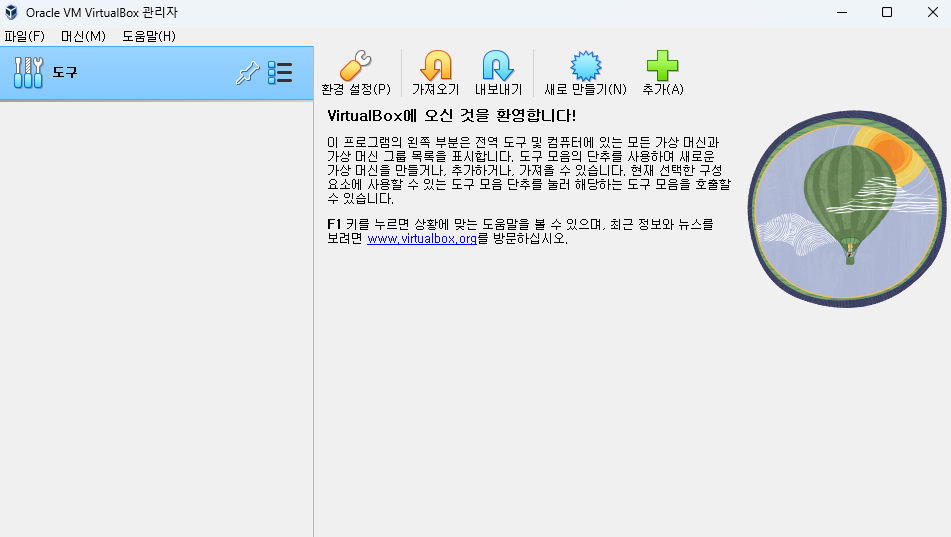 Oracle VM VirtualBox 관리자
파일(F) 머신(M) 도움말(H)
도구
환경 설정(P) 가져오기 내보내기 새로 만들기(N) 추가(A)
VirtualBox에 오신 것을 환영합니다!
이 프로그램의 왼쪽 부분은 전역 도구 및 컴퓨터에 있는 모든 가상 머신과
가상 머신 그룹 목록을 표시합니다. 도구 모음의 단추를 사용하여 새로운
가상 머신을 만들거나, 추가하거나, 가져올 수 있습니다. 현재 선택한 구성
요소에 사용할 수 있는 도구 모음 단추를 눌러 해당하는 도구 모음을 호출할
수 있습니다.
F1 키를 누르면 상황에 맞는 도움말을 볼 수 있으며, 최근 정보와 뉴스를
보려면 www.virtualbox.org를 방문하십시오.